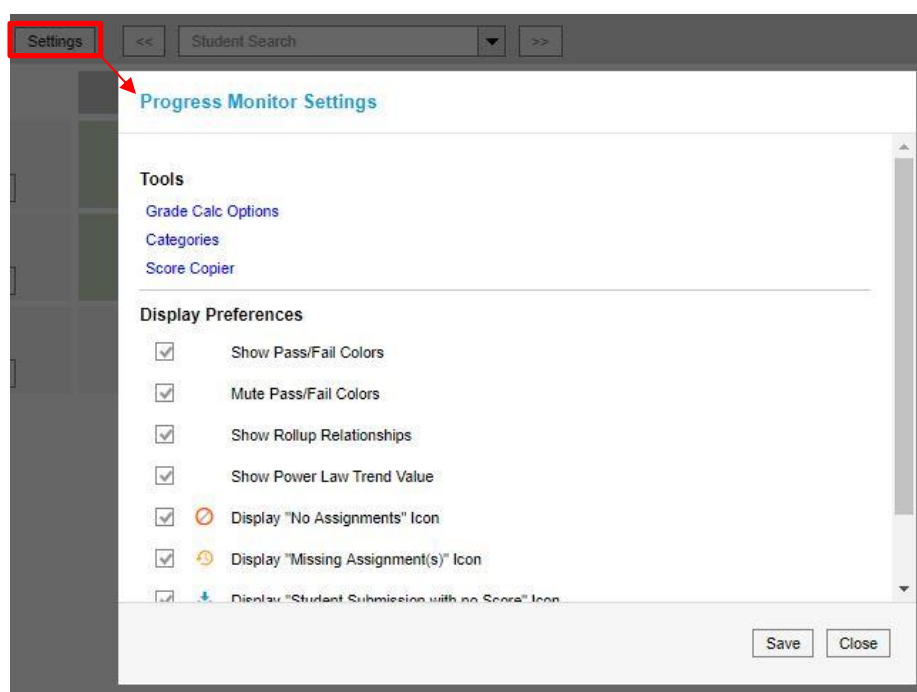 Settings
<<
Student Search
>>
Progress Monitor Settings
Tools
Grade Calc Options
Categories
Score Copier
Display Preferences
Show Pass/Fail Colors
Mute Pass/Fail Colors
Show Rollup Relationships
Show Power Law Trend Value
Display "No Assignments" Icon
Display "Missing Assignment(s)" Icon
Display "Student Submission with no Score" Icon
Save
Close